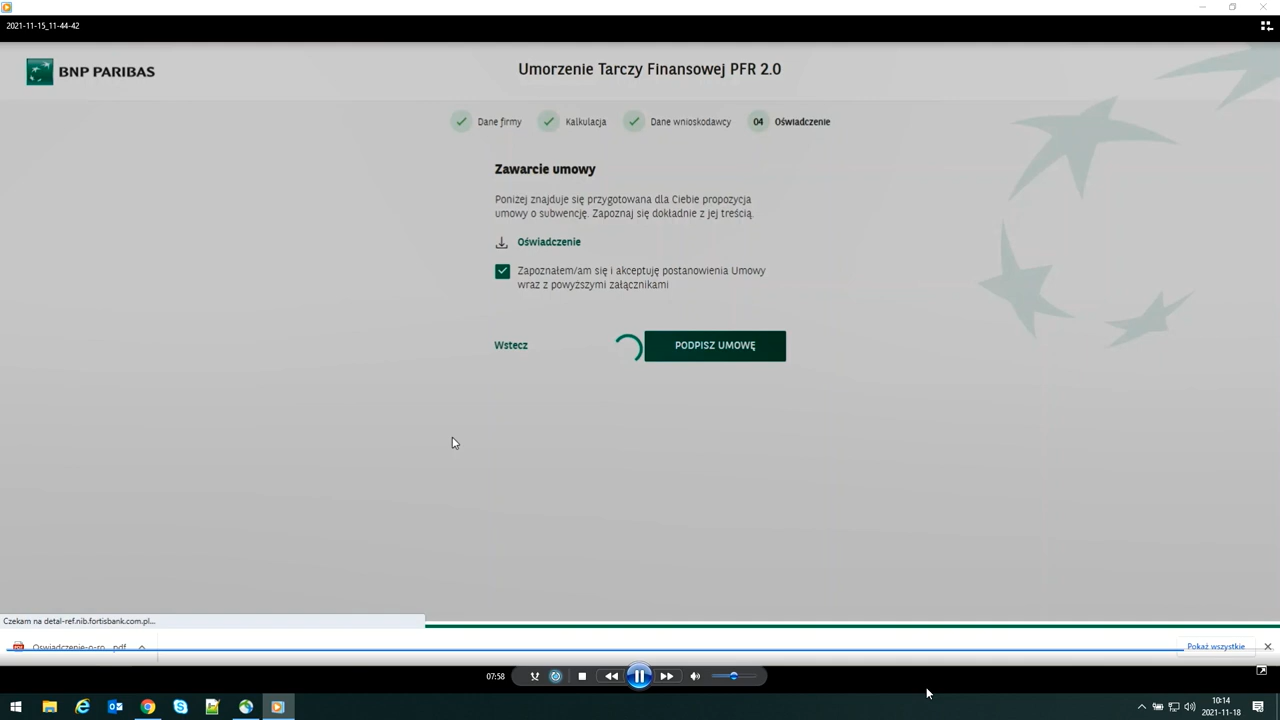 2021-11-15_11-44-42
BNP PARIBAS
Umorzenie Tarczy Finansowej PFR 2.0
Dane firmy
Kalkulacja
Dane wnioskodawcy
04 Oświadczenie
Zawarcie umowy
Poniżej znajduje się przygotowana dla Ciebie propozycja
umowy o subwencję. Zapoznaj się dokładnie z jej treścią.
Oświadczenie
Zapoznałem/am się i akceptuję postanowienia Umowy
wraz z powyższymi załącznikami
Wstecz
PODPISZ UMOWĘ
Czekam na detal-ref.nib.fortisbank.com.pl...
Oswiadczenie-o-ro....pdf
Pokaż wszystkie
07:58
10:14
2021-11-18